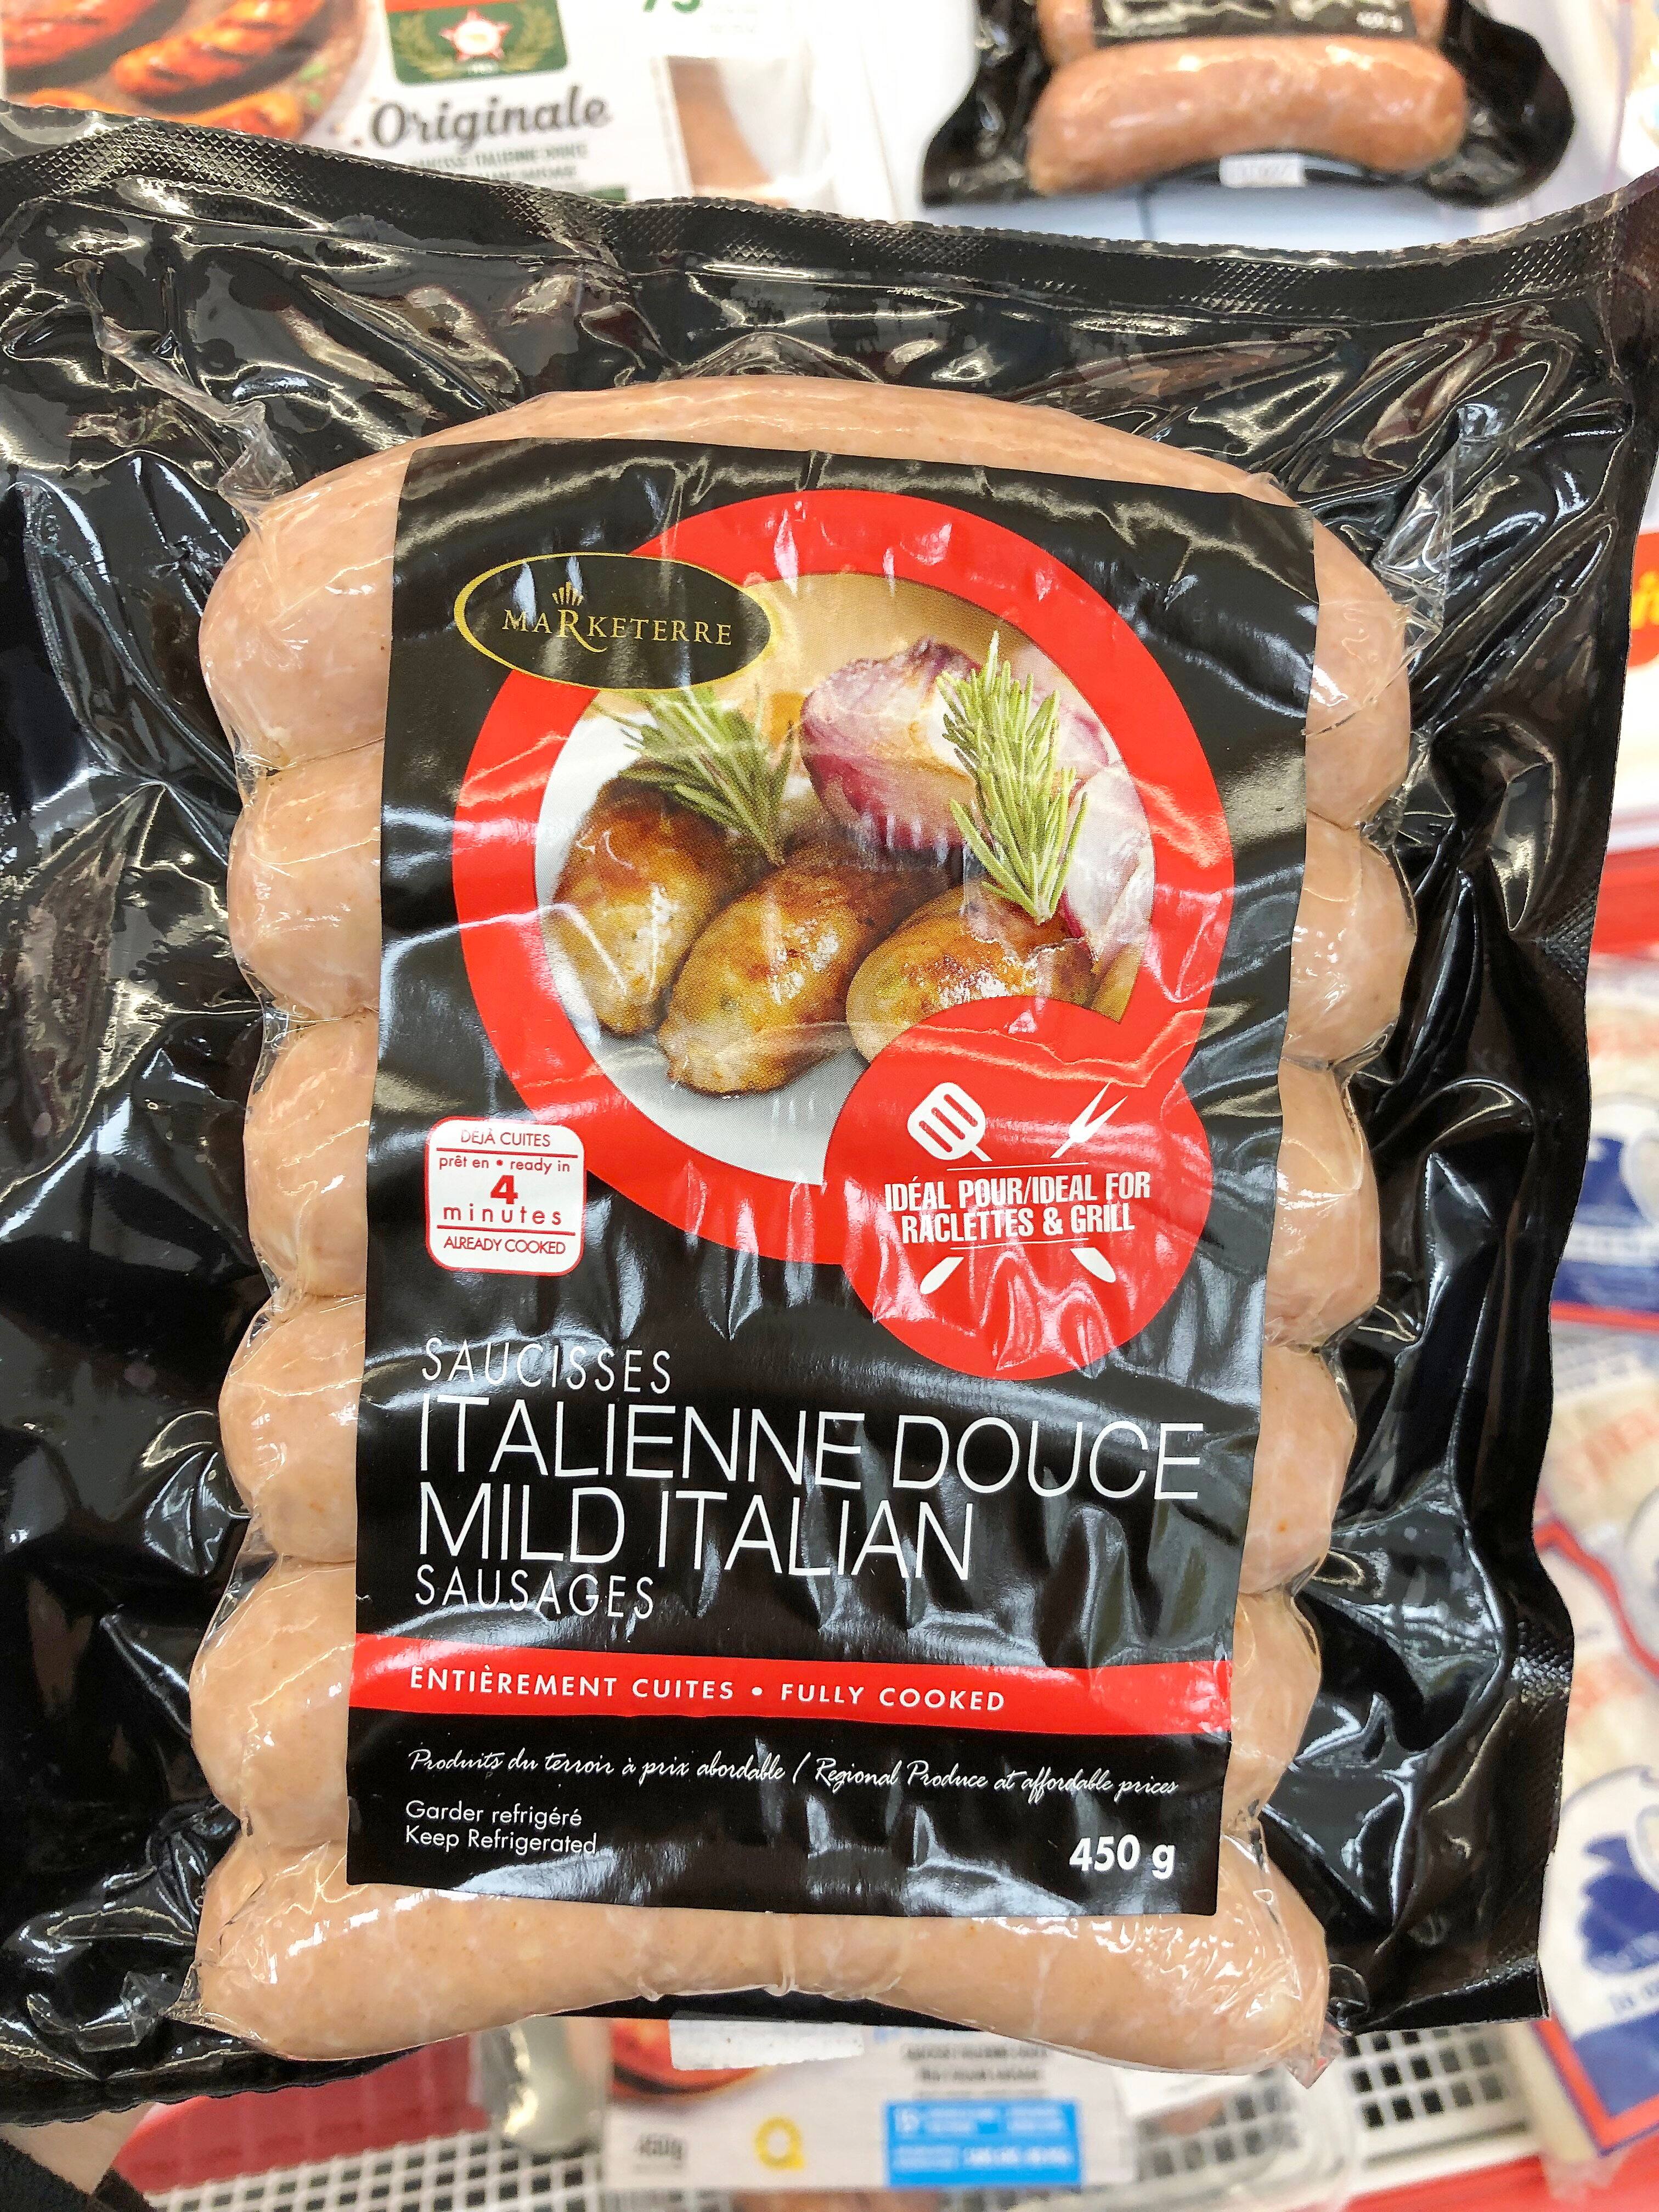 Originale
MARKETERRE
DÉJÀ CUITES
prêt en • ready in
4
minutes
ALREADY COOKED
IDÉAL POUR/IDEAL FOR
RACLETTES & GRILL
SAUCISSES
ITALIENNE DOUCE
MILD ITALIAN
SAUSAGES
ENTIÈREMENT CUITES • FULLY COOKED
Produits du terroir à prix abordable / Regional Produce at affordable prices
Garder refrigéré
Keep Refrigerated
450 g
450g